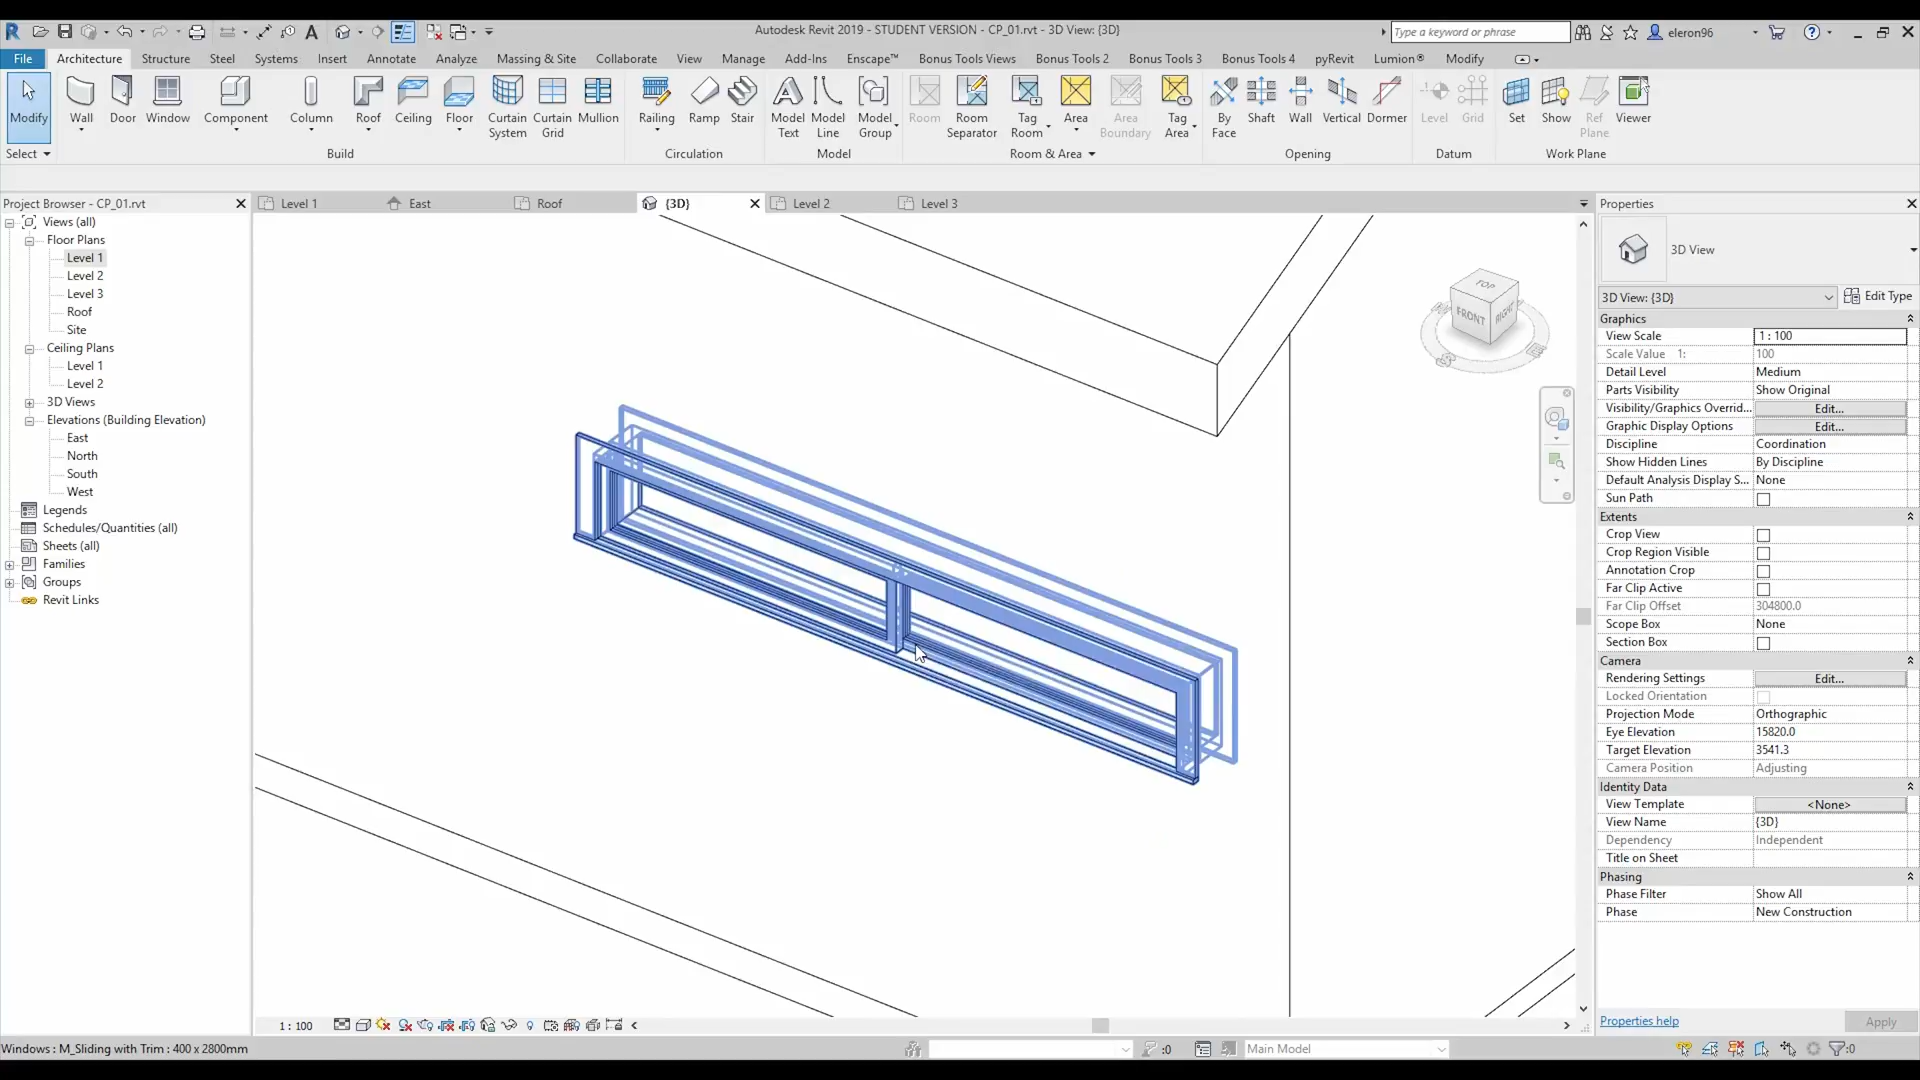 Autodesk Revit 2019 - STUDENT VERSION - CP_01.rvt - 3D View: {3D}
Type a keyword or phrase
eleron96
File Architecture Structure Steel Systems Insert Annotate Analyze Massing & Site Collaborate View Manage Add-Ins Enscape™ Bonus Tools Views Bonus Tools 2 Bonus Tools 3 Bonus Tools 4 pyRevit Lumion® Modify
Modify Wall Door Window Component Column Roof Ceiling Floor Curtain System Curtain Grid Mullion Railing Ramp Stair Model Text Model Line Model Group Room Room Separator Tag Room Area Area Boundary Tag Area By Face Shaft Wall Vertical Dormer Level Grid Set Show Ref Plane Viewer
Select Build Circulation Model Room & Area Opening Datum Work Plane
Project Browser - CP_01.rvt
Views (all)
Floor Plans
Level 1
Level 2
Level 3
Roof
Site
Ceiling Plans
Level 1
Level 2
3D Views
Elevations (Building Elevation)
East
North
South
West
Legends
Schedules/Quantities (all)
Sheets (all)
Families
Groups
Revit Links
Level 1 East Roof {3D} Level 2 Level 3
TOP
FRONT RIGHT
1 : 100
Properties
3D View
3D View: {3D} Edit Type
Graphics
View Scale 1 : 100
Scale Value 1: 100
Detail Level Medium
Parts Visibility Show Original
Visibility/Graphics Overrid... Edit...
Graphic Display Options Edit...
Discipline Coordination
Show Hidden Lines By Discipline
Default Analysis Display S... None
Sun Path
Extents
Crop View
Crop Region Visible
Annotation Crop
Far Clip Active
Far Clip Offset 304800.0
Scope Box None
Section Box
Camera
Rendering Settings Edit...
Locked Orientation
Projection Mode Orthographic
Eye Elevation 15820.0
Target Elevation 3541.3
Camera Position Adjusting
Identity Data
View Template <None>
View Name {3D}
Dependency Independent
Title on Sheet
Phasing
Phase Filter Show All
Phase New Construction
Properties help Apply
Windows : M_Sliding with Trim : 400 x 2800mm
:0
Main Model
:0